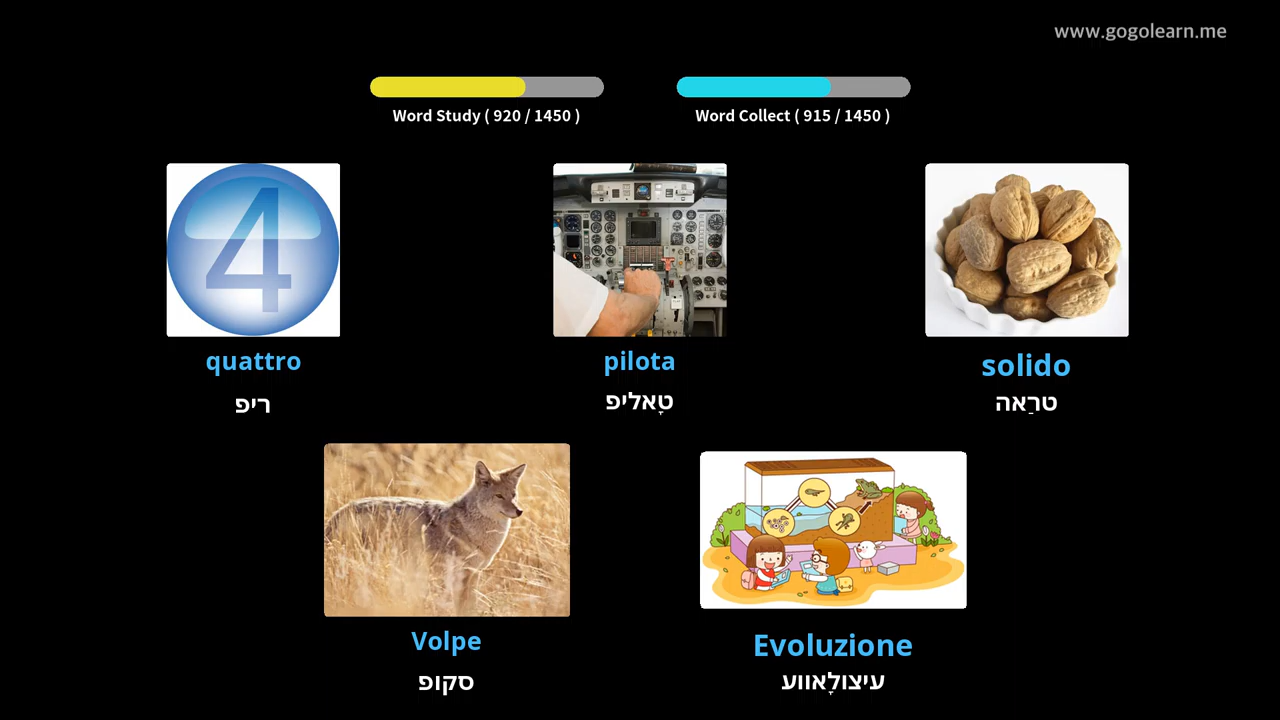 www.gogolearn.me
Word Study ( 920 / 1450 )
Word Collect ( 915 / 1450 )
quattro
ריפ
pilota
טָאליפ
solido
טרַאה
Volpe
סקופ
Evoluzione
עיצולָאווע